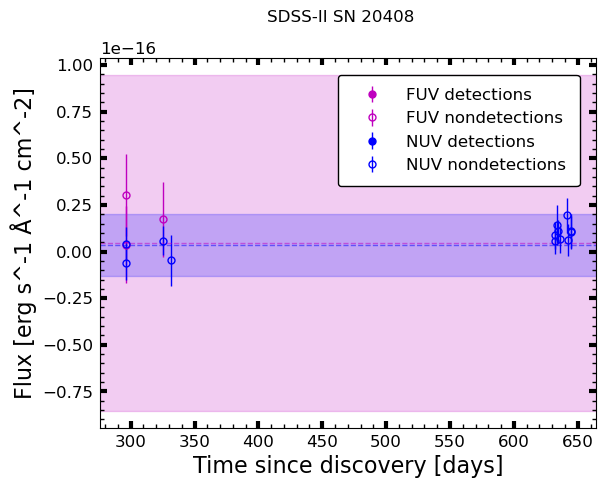 SDSS-II SN 20408
1e−16
1.00
0.75
0.50
0.25
0.00
−0.25
−0.50
−0.75
Flux [erg s^-1 Å^-1 cm^-2]
FUV detections
FUV nondetections
NUV detections
NUV nondetections
300 350 400 450 500 550 600 650
Time since discovery [days]